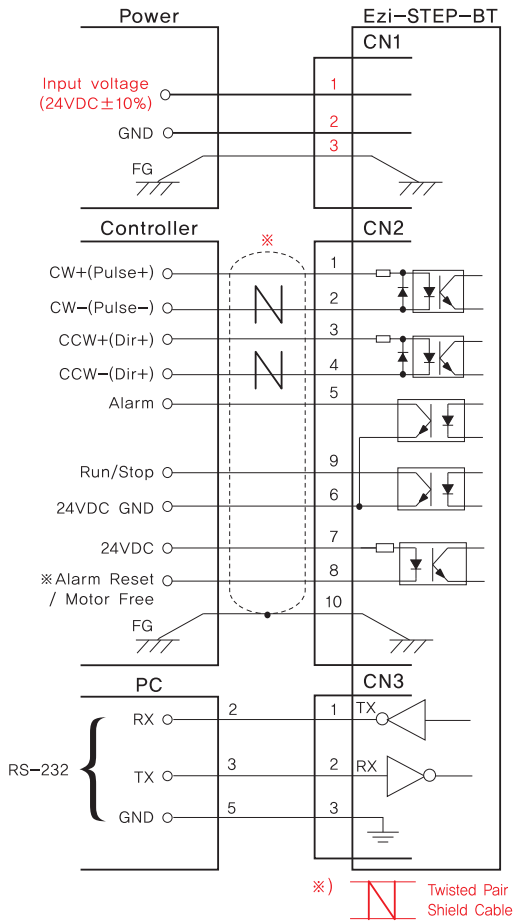 Power
Ezi-STEP-BT
CN1
Input voltage
(24VDC±10%)
1
GND
2
3
FG
Controller
CN2
※
CW+(Pulse+)
1
CW-(Pulse-)
2
CCW+(Dir+)
3
CCW-(Dir+)
4
Alarm
5
Run/Stop
9
24VDC GND
6
24VDC
7
※Alarm Reset
/ Motor Free
8
10
FG
PC
CN3
RS-232
RX
2
1
TX
TX
3
2
RX
GND
5
3
※)
Twisted Pair
Shield Cable